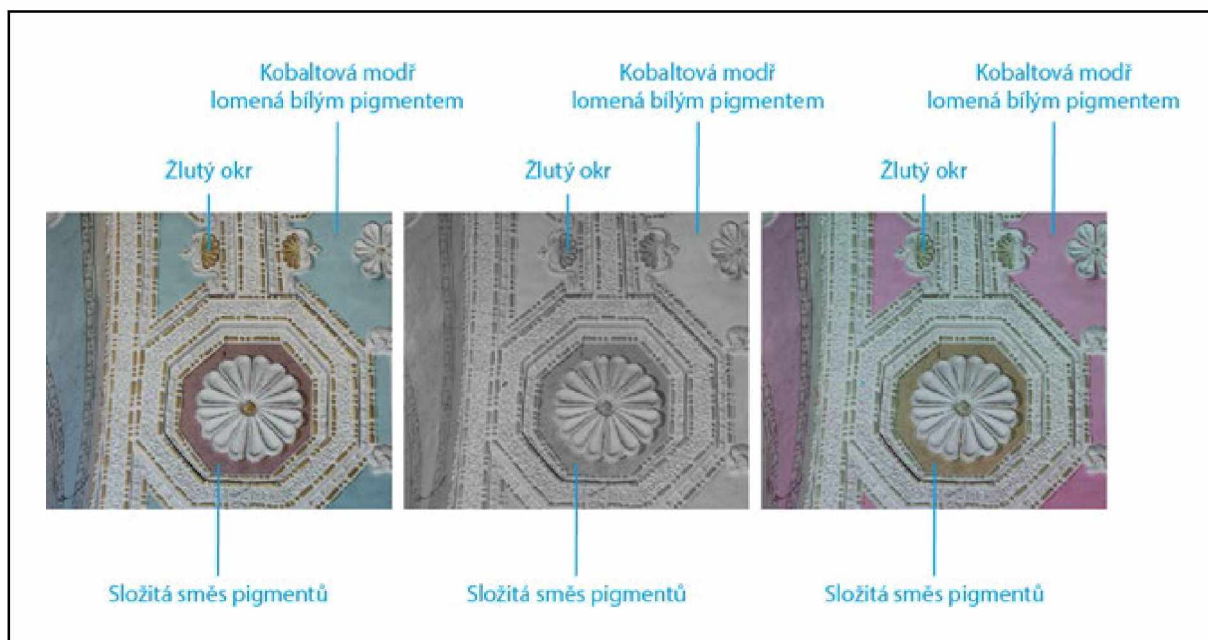 Kobaltová modř
lomená bílým pigmentem
Kobaltová modř
lomená bílým pigmentem
Kobaltová modř
lomená bílým pigmentem
Žlutý okr
Žlutý okr
Žlutý okr
Složitá směs pigmentů
Složitá směs pigmentů
Složitá směs pigmentů